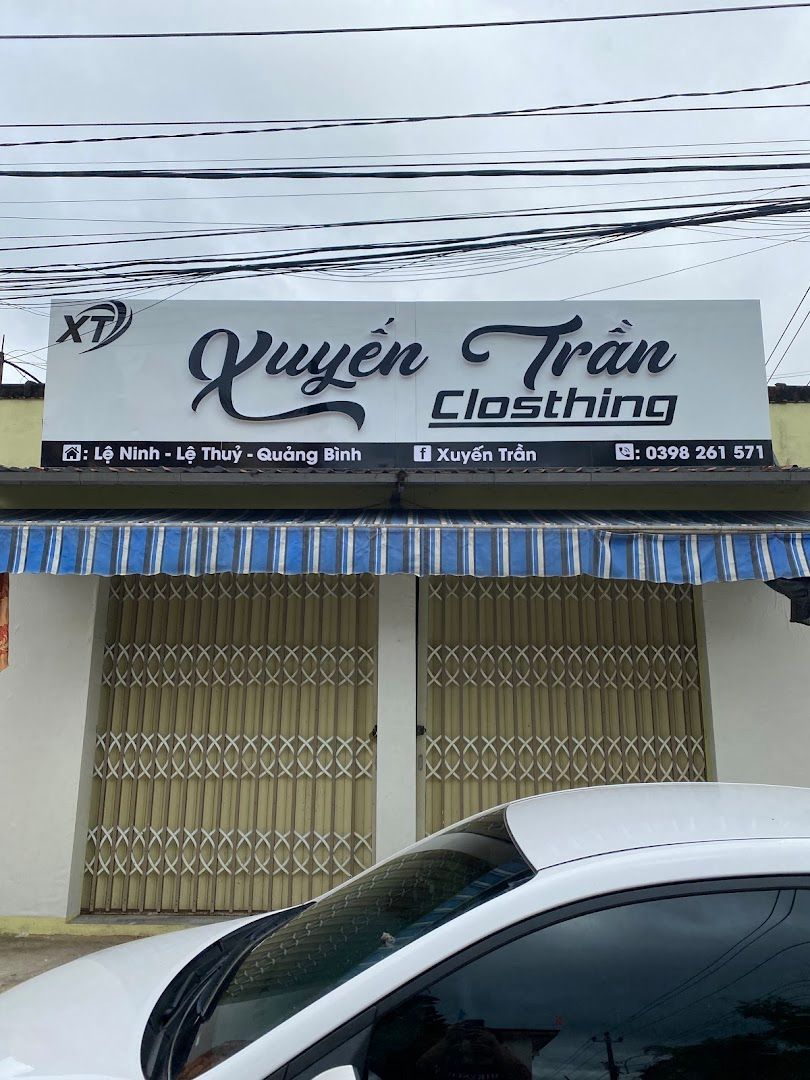 XT
Xuyến Trần
Closthing
: Lệ Ninh - Lệ Thuỷ - Quảng Bình
f Xuyến Trần
: 0398 261 571